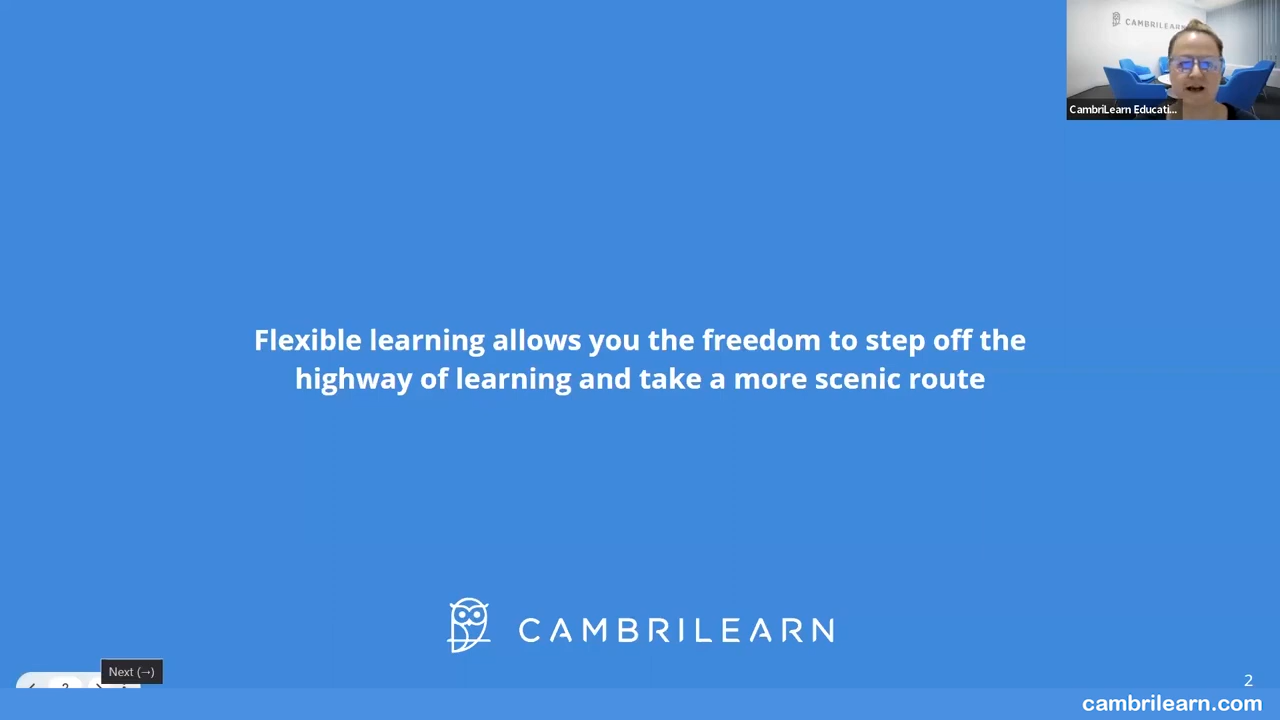 CAMBRILEARN
CambriLearn Educati...
Flexible learning allows you the freedom to step off the
highway of learning and take a more scenic route
CAMBRILEARN
Next (→)
2
2
cambrilearn.com